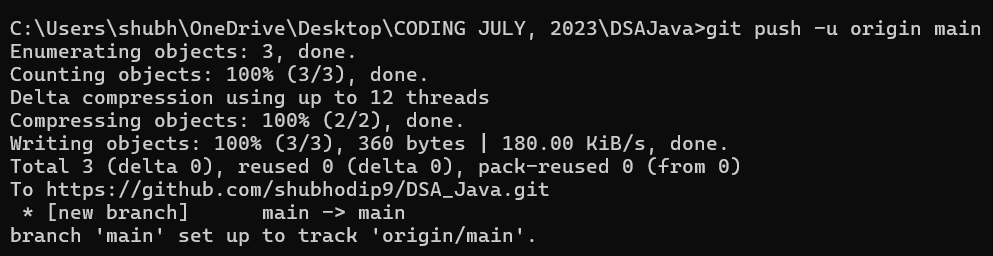 C:\Users\shubh\OneDrive\Desktop\CODING JULY, 2023\DSAJava>git push -u origin main
Enumerating objects: 3, done.
Counting objects: 100% (3/3), done.
Delta compression using up to 12 threads
Compressing objects: 100% (2/2), done.
Writing objects: 100% (3/3), 360 bytes | 180.00 KiB/s, done.
Total 3 (delta 0), reused 0 (delta 0), pack-reused 0 (from 0)
To https://github.com/shubhodip9/DSA_Java.git
 * [new branch]      main -> main
branch 'main' set up to track 'origin/main'.